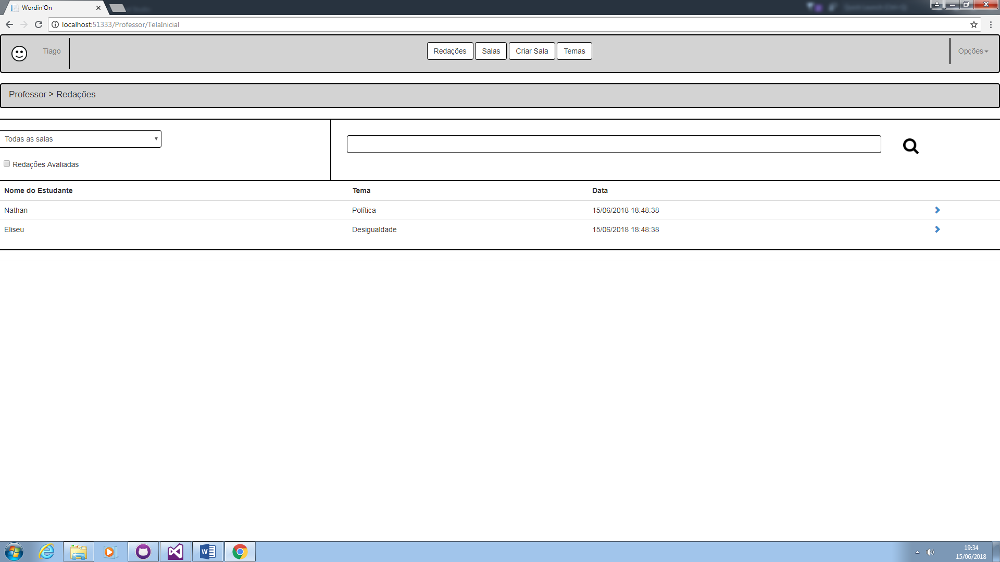 Wordin'On
localhost:51333/Professor/TelaInicial
Tiago
Redações Salas Criar Sala Temas
Opções
Professor > Redações
Todas as salas
Redações Avaliadas
Nome do Estudante Tema Data
Nathan Política 15/06/2018 18:48:38
Eliseu Desigualdade 15/06/2018 18:48:38
19:34
15/06/2018